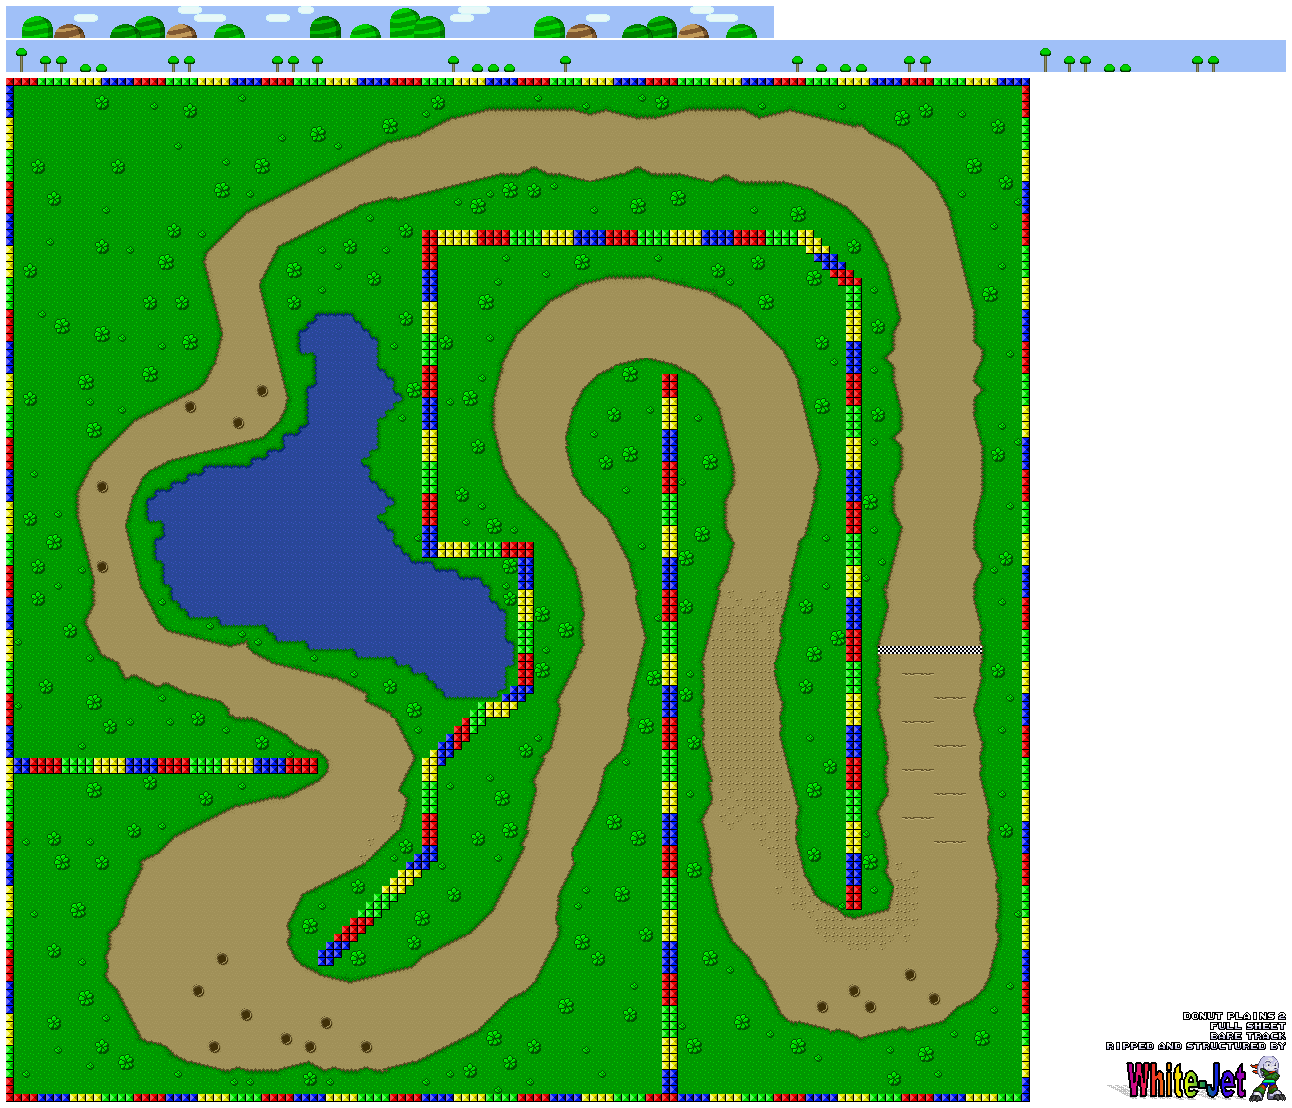 DONUT PLAINS 2
FULL SHEET
BARE TRACK
RIPPED AND STRUCTURED BY
White-Jet